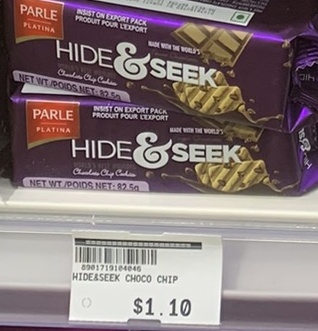 PARLE
PLATINA
INSIST ON EXPORT PACK
PRODUIT POUR L'EXPORT
MADE WITH THE WORLD'S
HIDE & SEEK
Chocolate Chip Cookies
NET WT./POIDS NET: 82.5g
PARLE
PLATINA
INSIST ON EXPORT PACK
PRODUIT POUR L'EXPORT
MADE WITH THE WORLD'S
HIDE & SEEK
Chocolate Chip Cookies
NET WT./POIDS NET: 82.5g
8901719104046
HIDE&SEEK CHOCO CHIP
$1.10